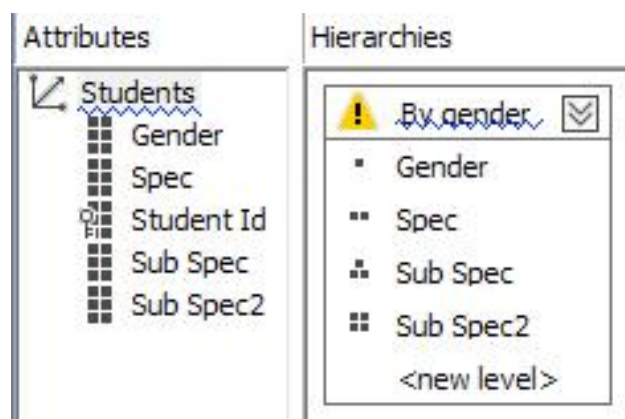 Attributes
Students
Gender
Spec
Student Id
Sub Spec
Sub Spec2
Hierarchies
By gender
Gender
Spec
Sub Spec
Sub Spec2
<new level>